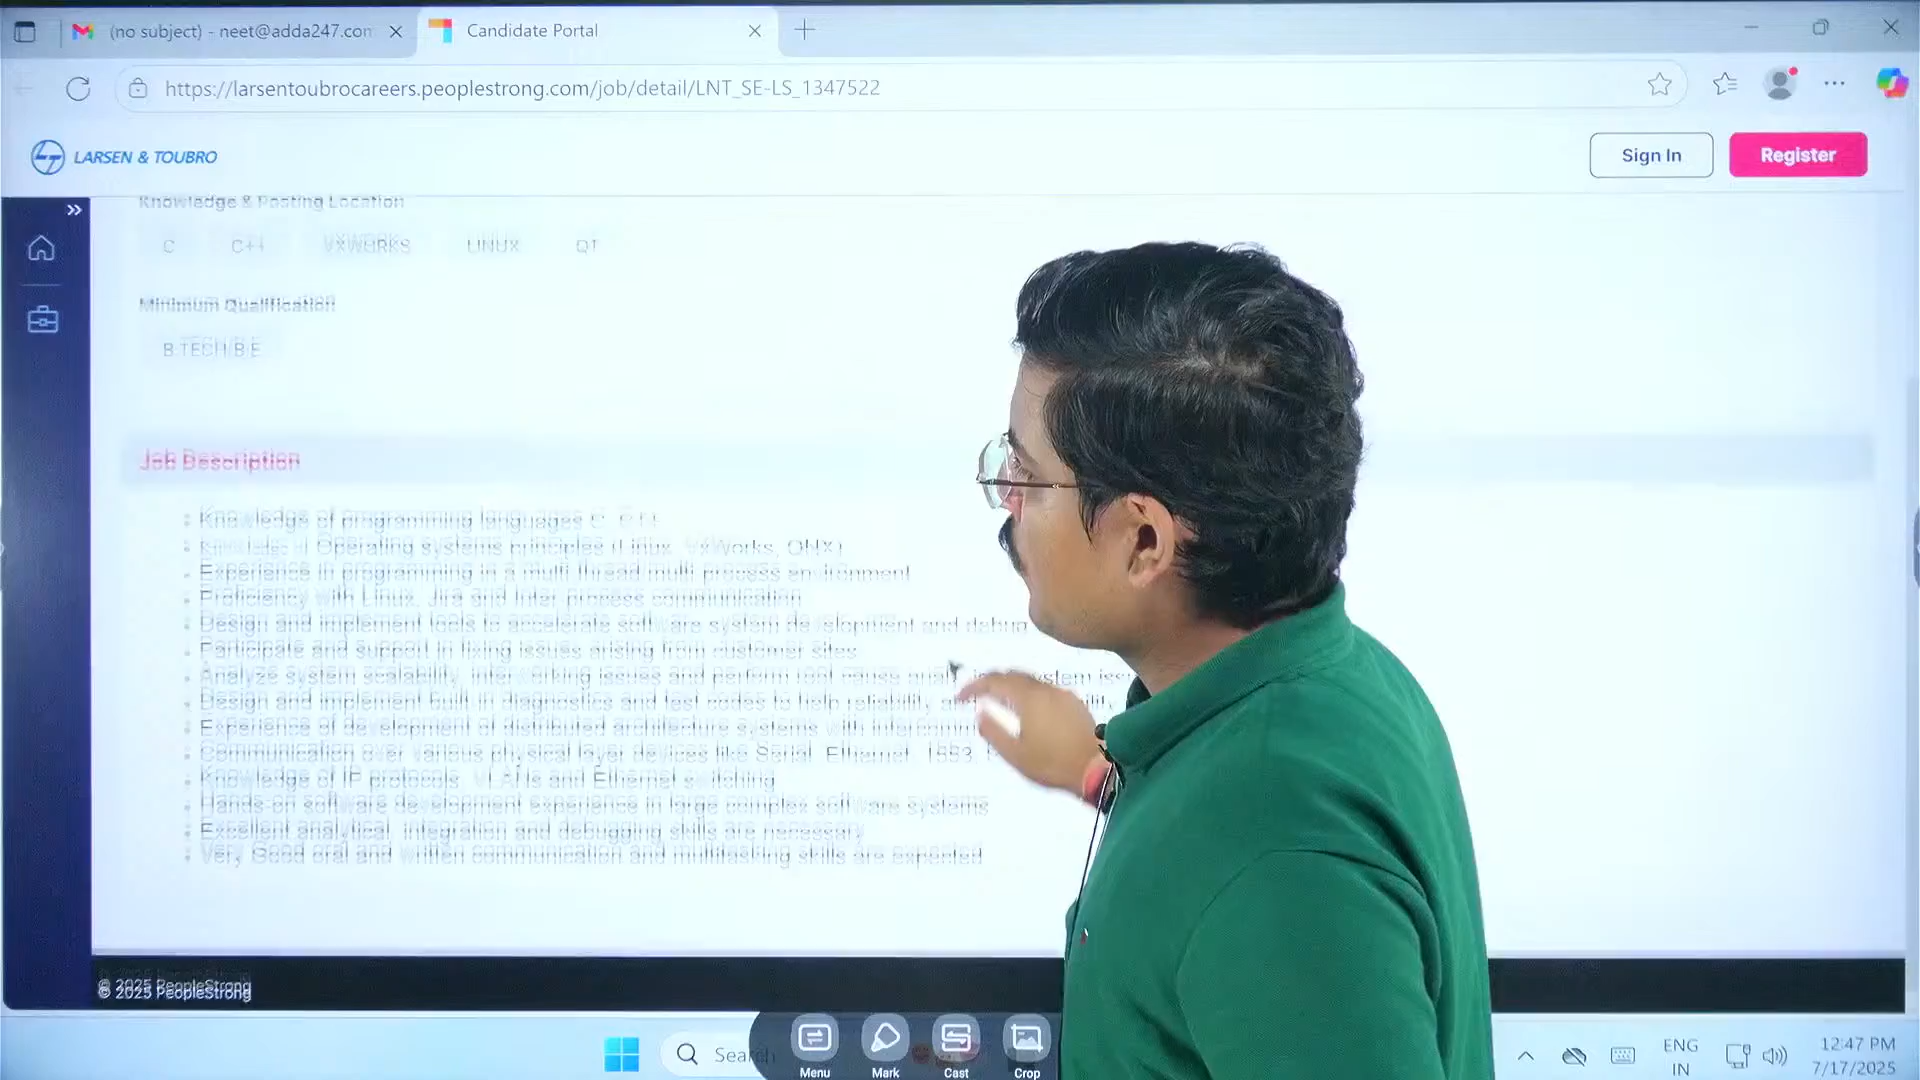 (no subject) - neet@adda247.con
Candidate Portal
https://larsentoubrocareers.peoplestrong.com/job/detail/LNT_SE-LS_1347522
LARSEN & TOUBRO
Sign In
Register
Knowledge & Posting Location
C
C++
VXWORKS
LINUX
QT
Minimum Qualification
B.TECH/B.E
Job Description
Knowledge of programming languages
Operating systems principles (Linux, VxWorks, QNX)
Experience in programming in a multi thread multi process environment
Proficiency with Linux, Jira and Inter process communication
Design and implement tools to accelerate software system development and debug
Participate and support in fixing issues arising from customer sites
Analyze system scalability, interworking issues and perform root cause system
Design and implement built in diagnostics and test codes to help reliability
Experience of development of distributed architecture systems with
Communication over various physical layer devices like Serial, Ethernet, 1553,
Knowledge of IP protocols, VLANs and Ethernet switching
Hands-on software development experience in large complex software systems
Excellent analytical, integration and debugging skills are necessary
Very Good oral and written communication and multitasking skills are expected
© 2025 PeopleStrong
Menu
Mark
Cast
Crop
ENG
IN
12:47 PM
7/17/2025